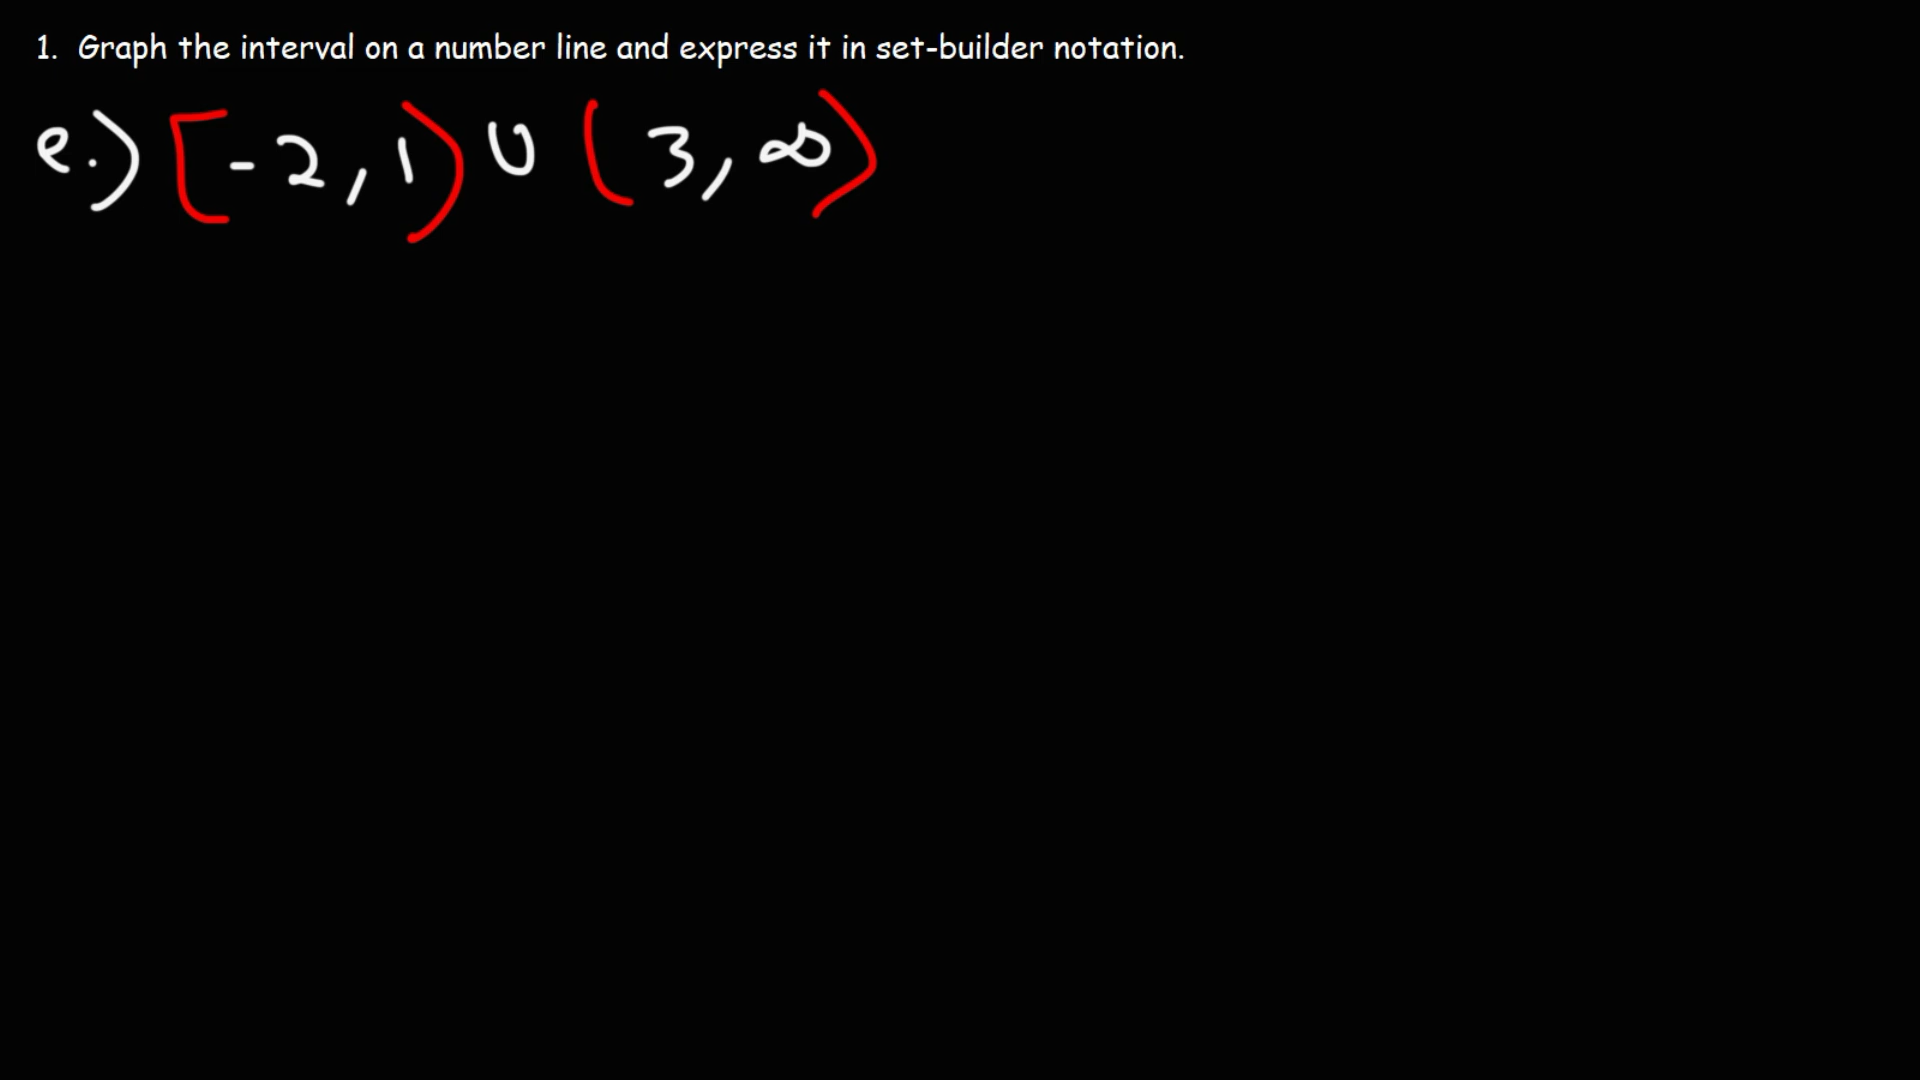 1. Graph the interval on a number line and express it in set-builder notation.
e.) [-2, 1) ∪ (3, ∞)